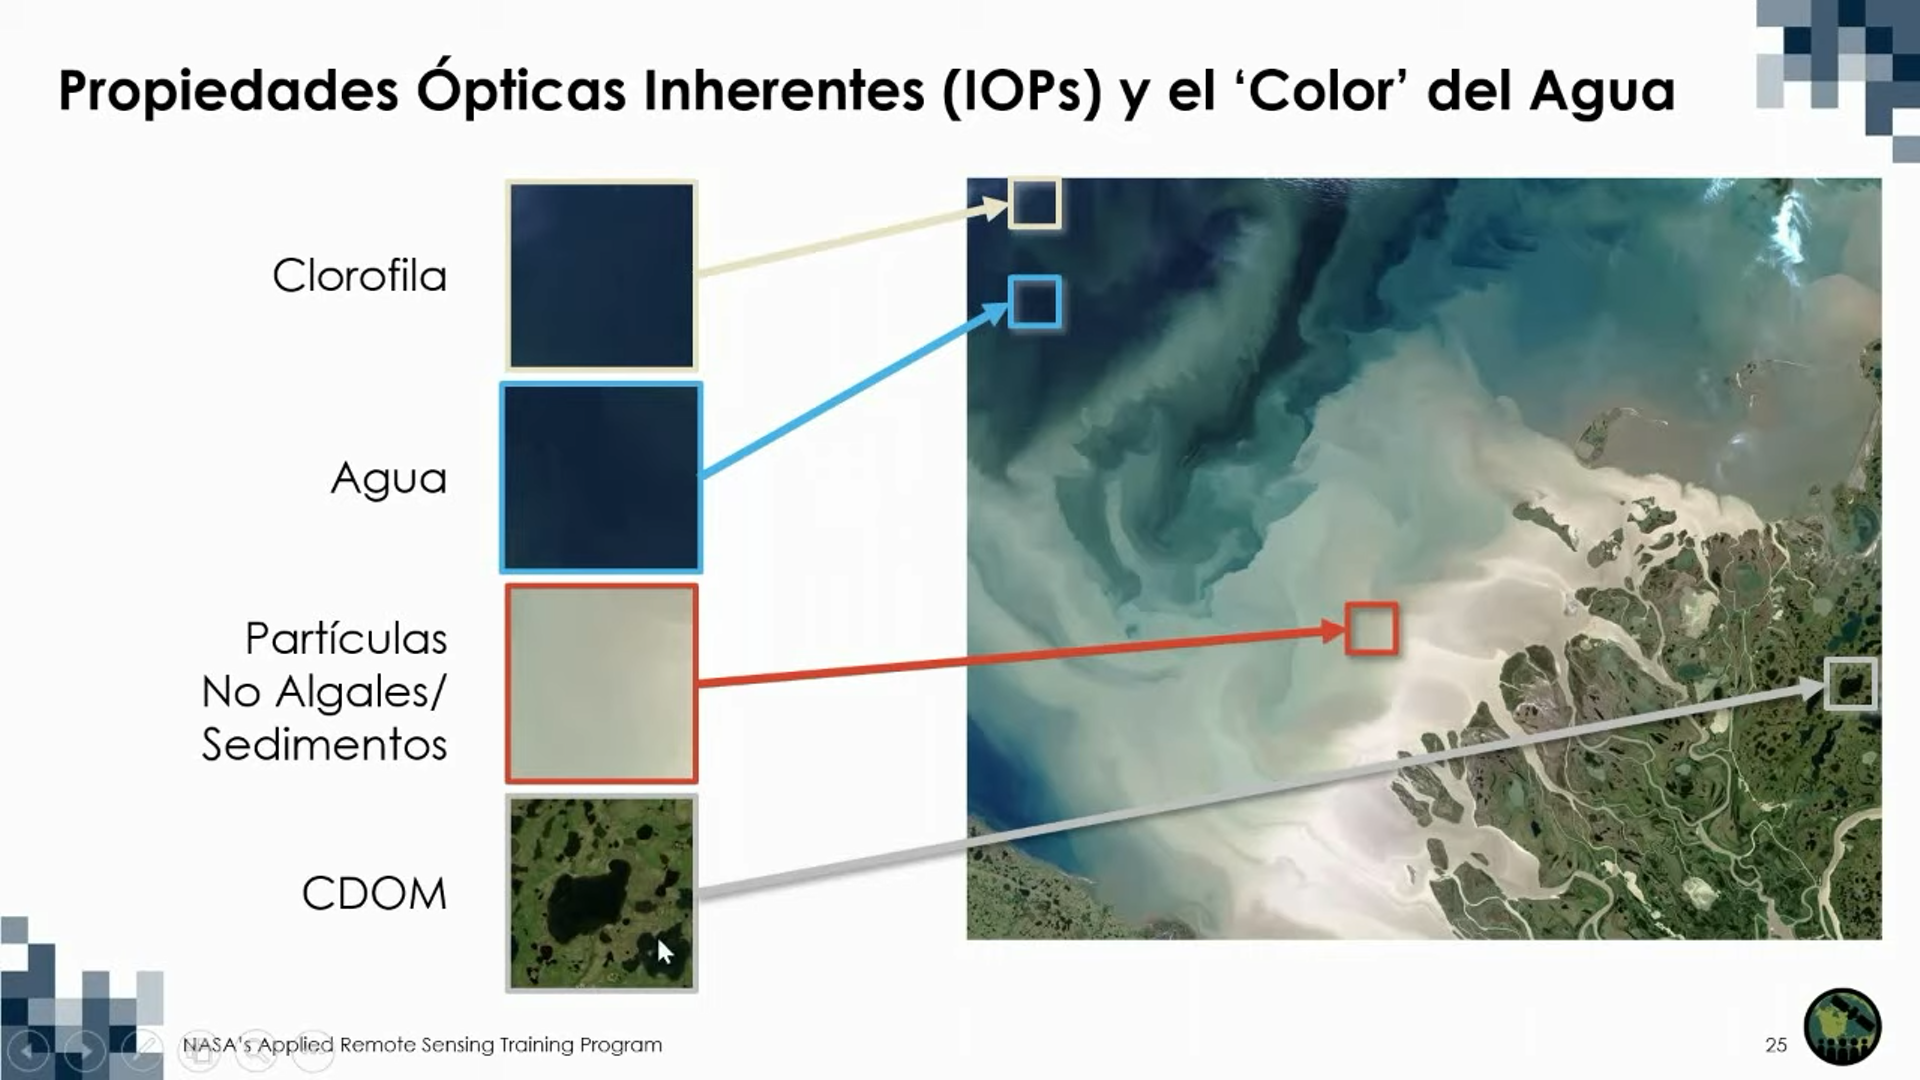 Propiedades Ópticas Inherentes (IOPs) y el ‘Color’ del Agua
Clorofila
Agua
Partículas
No Algales/
Sedimentos
CDOM
NASA's Applied Remote Sensing Training Program
25